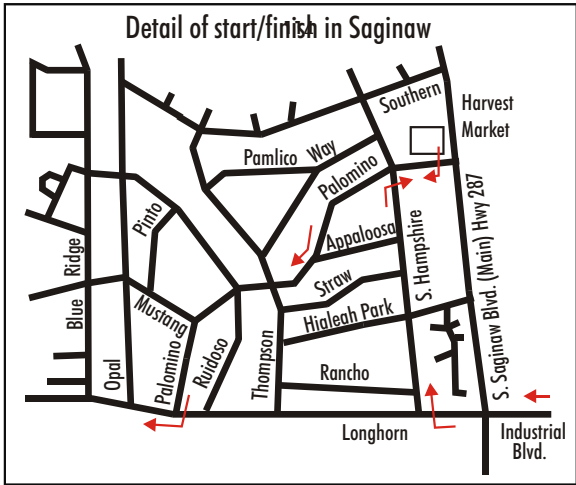 Detail of start/finish in Saginaw
Southern
Harvest
Market
Pamlico Way
Palomino
Pinto
Appaloosa
S. Hampshire
S. Saginaw Blvd. (Main) Hwy 287
Blue Ridge
Straw
Mustang
Hialeah Park
Opal
Palomino
Ruidoso
Thompson
Rancho
Longhorn
Industrial
Blvd.